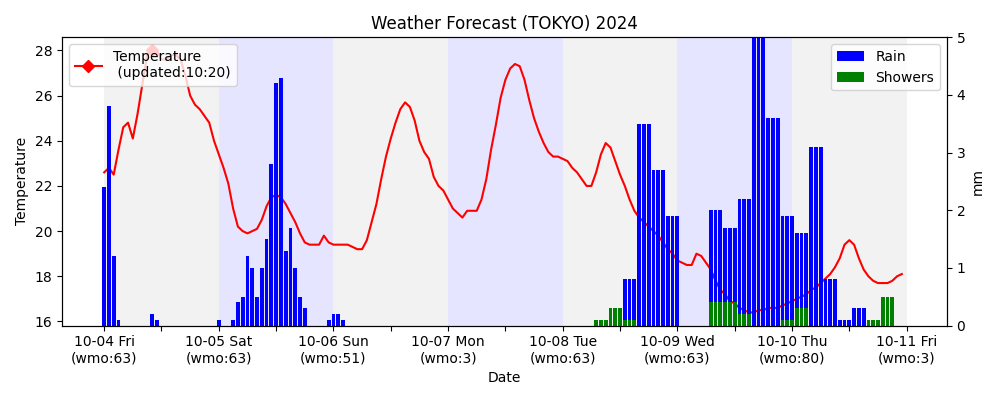 Weather Forecast (TOKYO) 2024
Temperature
(updated:10:20)
Rain
Showers
Temperature
28
26
24
22
20
18
16
5
4
3
2
1
0
mm
10-04 Fri
(wmo:63)
10-05 Sat
(wmo:63)
10-06 Sun
(wmo:51)
10-07 Mon
(wmo:3)
10-08 Tue
(wmo:63)
10-09 Wed
(wmo:63)
10-10 Thu
(wmo:80)
10-11 Fri
(wmo:3)
Date